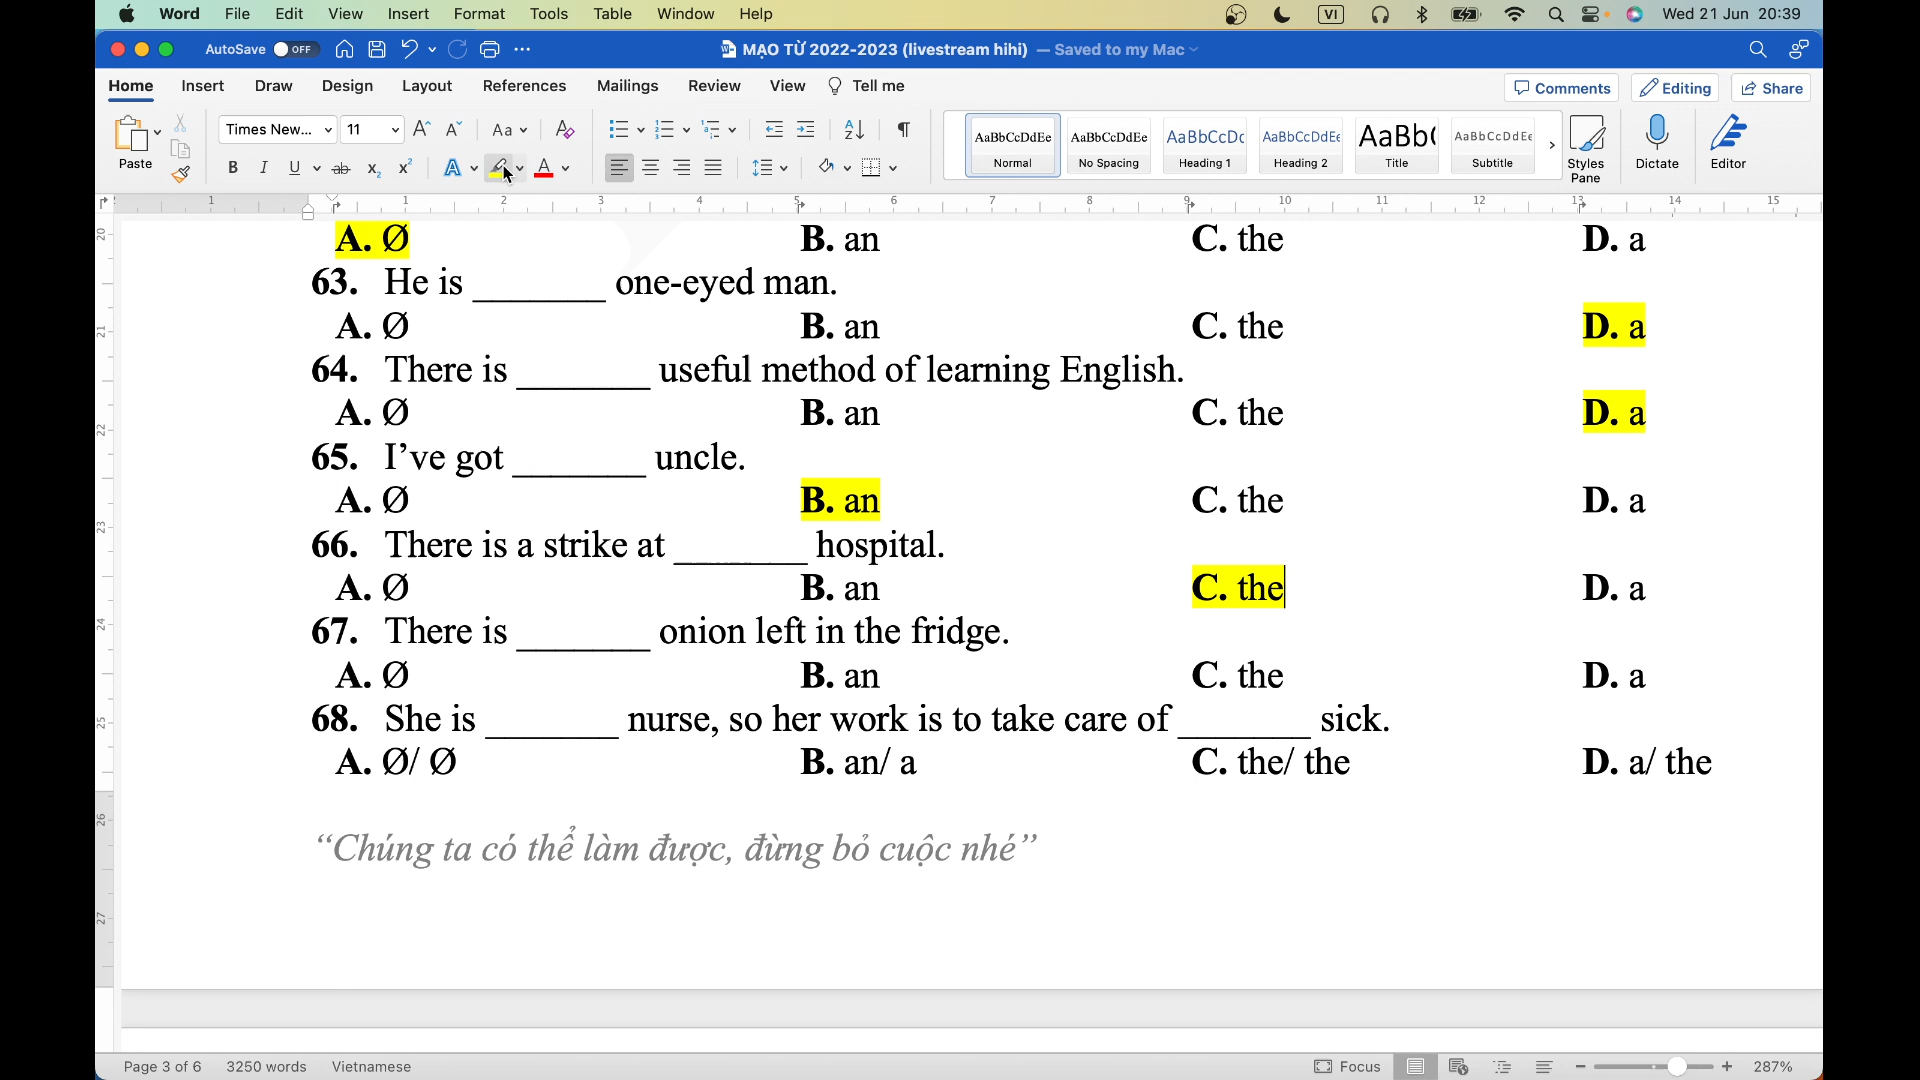 Word File Edit View Insert Format Tools Table Window Help VI Wed 21 Jun 20:39
AutoSave OFF MẠO TỪ 2022-2023 (livestream hihi) — Saved to my Mac
Home Insert Draw Design Layout References Mailings Review View Tell me Comments Editing Share
Paste Times New... 11 Aa
AaBbCcDdEe AaBbCcDdEe AaBbCcDc AaBbCcDdEe AaBb( AaBbCcDdEe
Normal No Spacing Heading 1 Heading 2 Title Subtitle Styles Pane Dictate Editor
A. Ø B. an C. the D. a
63. He is _______ one-eyed man.
A. Ø B. an C. the D. a
64. There is _______ useful method of learning English.
A. Ø B. an C. the D. a
65. I’ve got _______ uncle.
A. Ø B. an C. the D. a
66. There is a strike at _______ hospital.
A. Ø B. an C. the D. a
67. There is _______ onion left in the fridge.
A. Ø B. an C. the D. a
68. She is _______ nurse, so her work is to take care of _______ sick.
A. Ø/ Ø B. an/ a C. the/ the D. a/ the
“Chúng ta có thể làm được, đừng bỏ cuộc nhé”
Page 3 of 6 3250 words Vietnamese Focus 287%